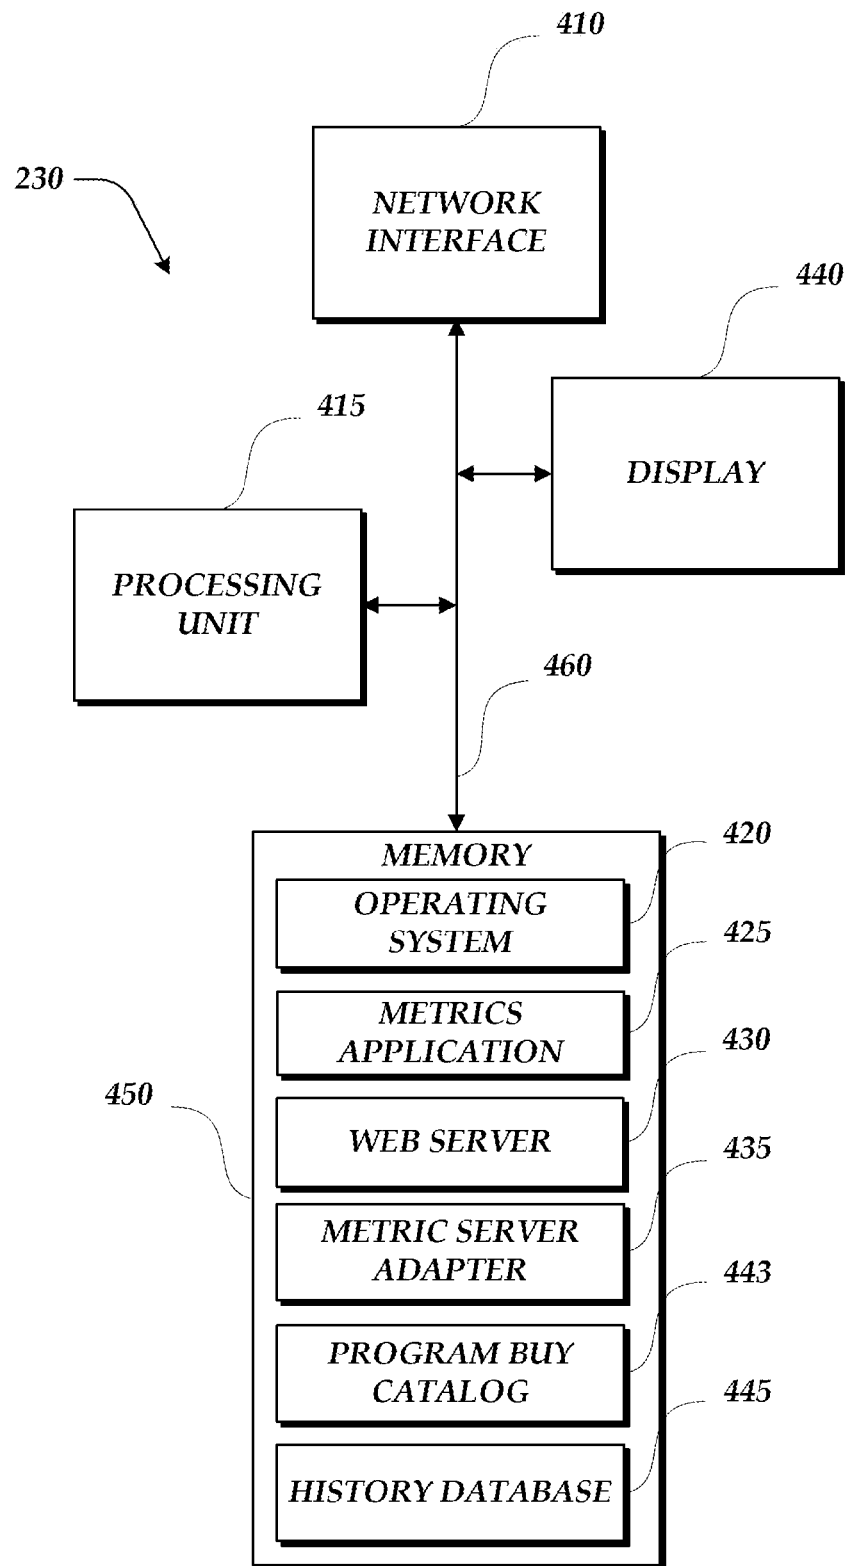 410
NETWORK
INTERFACE
230
440
DISPLAY
415
PROCESSING
UNIT
460
MEMORY
420
OPERATING
SYSTEM
425
METRICS
APPLICATION
430
450
WEB SERVER
435
METRIC SERVER
ADAPTER
443
PROGRAM BUY
CATALOG
445
HISTORY DATABASE